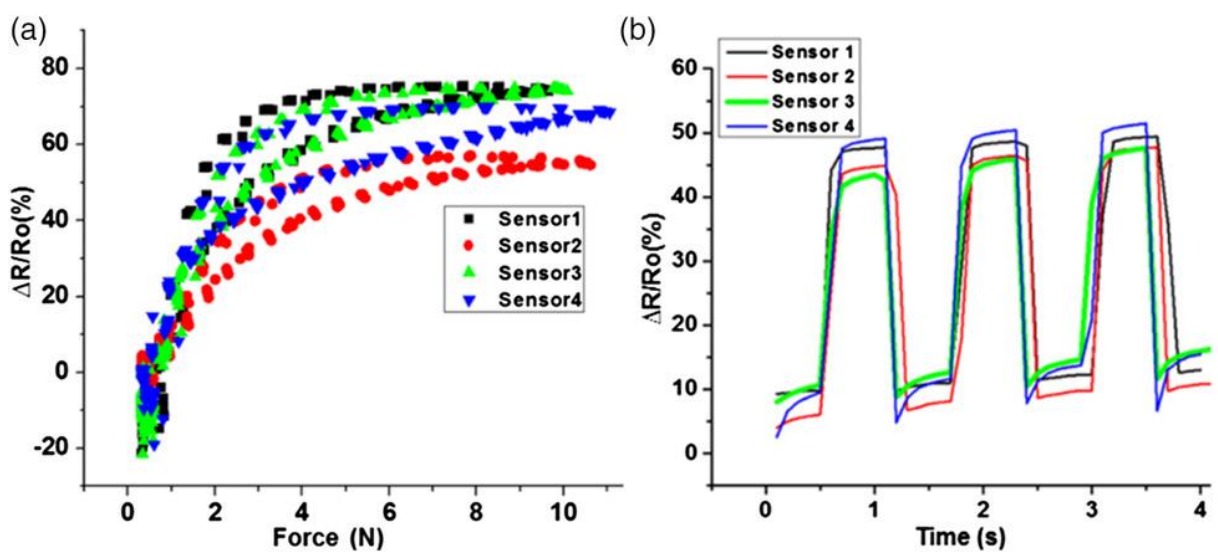 (a)
ΔR/Ro(%)
80
60
40
20
0
-20
0 2 4 6 8 10
Force (N)
Sensor1
Sensor2
Sensor3
Sensor4
(b)
ΔR/Ro(%)
60
50
40
30
20
10
0
0 1 2 3 4
Time (s)
Sensor 1
Sensor 2
Sensor 3
Sensor 4